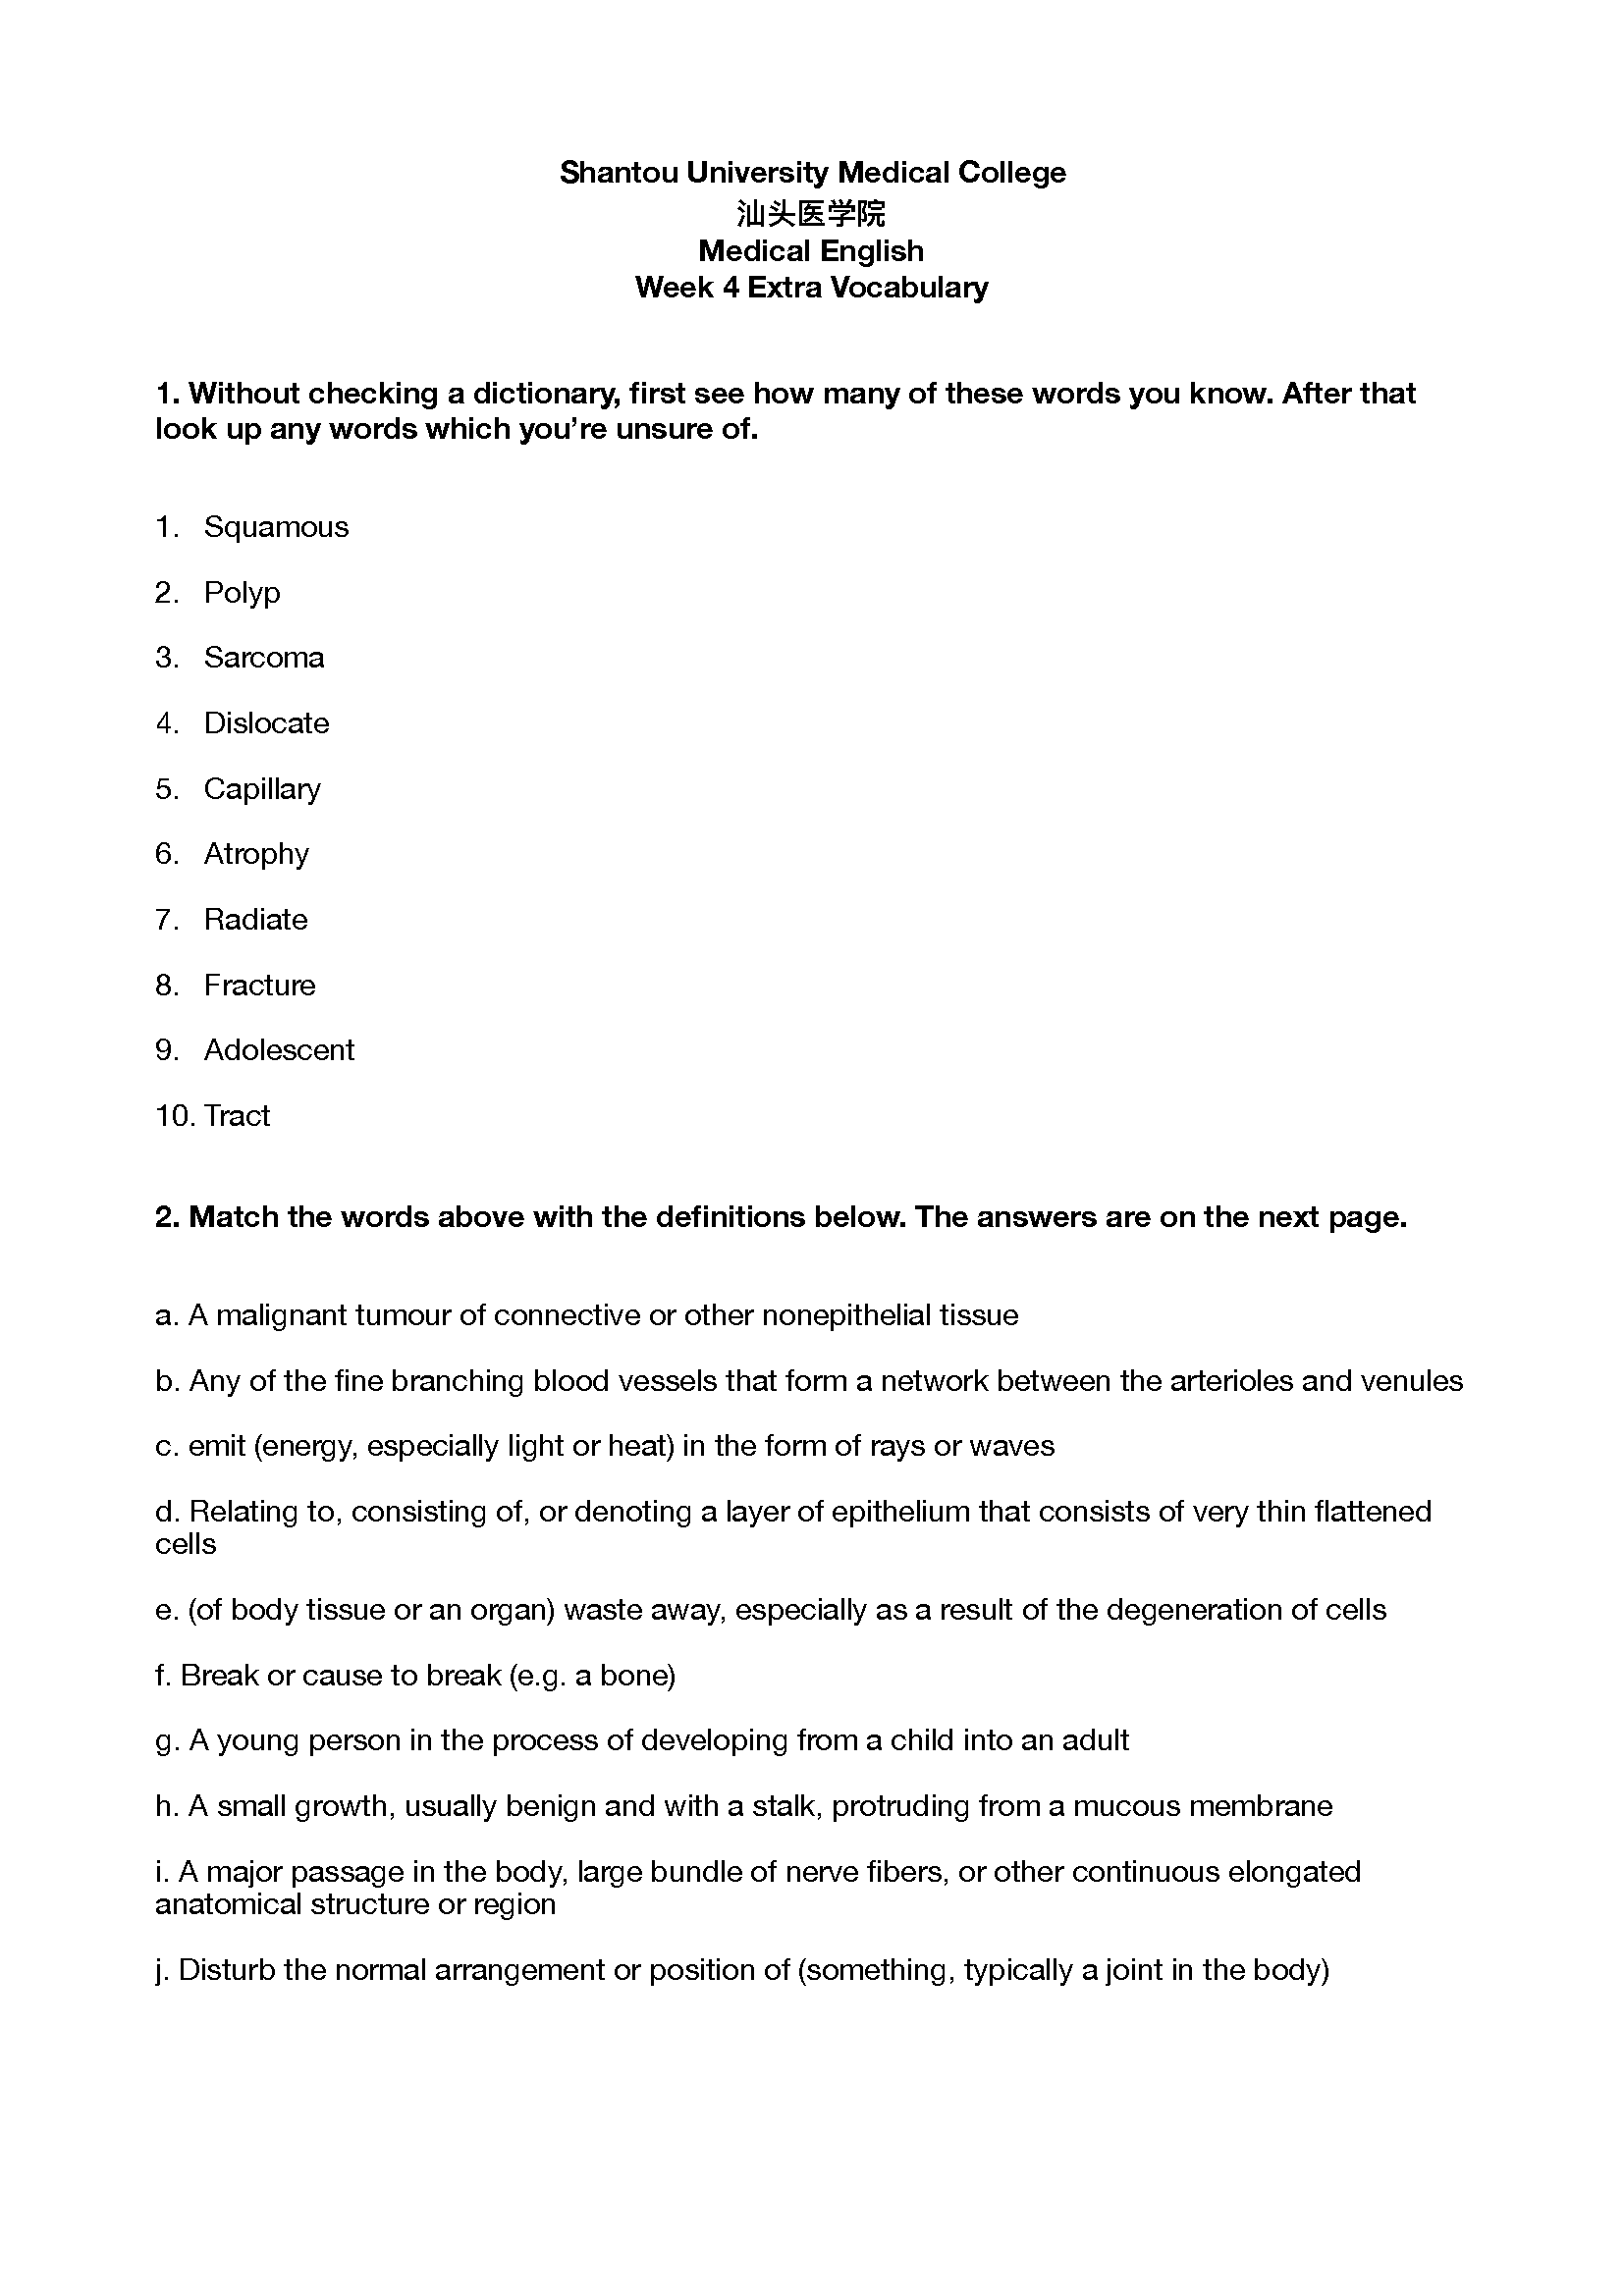 Shantou University Medical College
汕头医学院
Medical English
Week 4 Extra Vocabulary
1. Without checking a dictionary, first see how many of these words you know. After that
look up any words which you’re unsure of.
1. Squamous
2. Polyp
3. Sarcoma
4. Dislocate
5. Capillary
6. Atrophy
7. Radiate
8. Fracture
9. Adolescent
10. Tract
2. Match the words above with the definitions below. The answers are on the next page.
a. A malignant tumour of connective or other nonepithelial tissue
b. Any of the fine branching blood vessels that form a network between the arterioles and venules
c. emit (energy, especially light or heat) in the form of rays or waves
d. Relating to, consisting of, or denoting a layer of epithelium that consists of very thin flattened
cells
e. (of body tissue or an organ) waste away, especially as a result of the degeneration of cells
f. Break or cause to break (e.g. a bone)
g. A young person in the process of developing from a child into an adult
h. A small growth, usually benign and with a stalk, protruding from a mucous membrane
i. A major passage in the body, large bundle of nerve fibers, or other continuous elongated
anatomical structure or region
j. Disturb the normal arrangement or position of (something, typically a joint in the body)